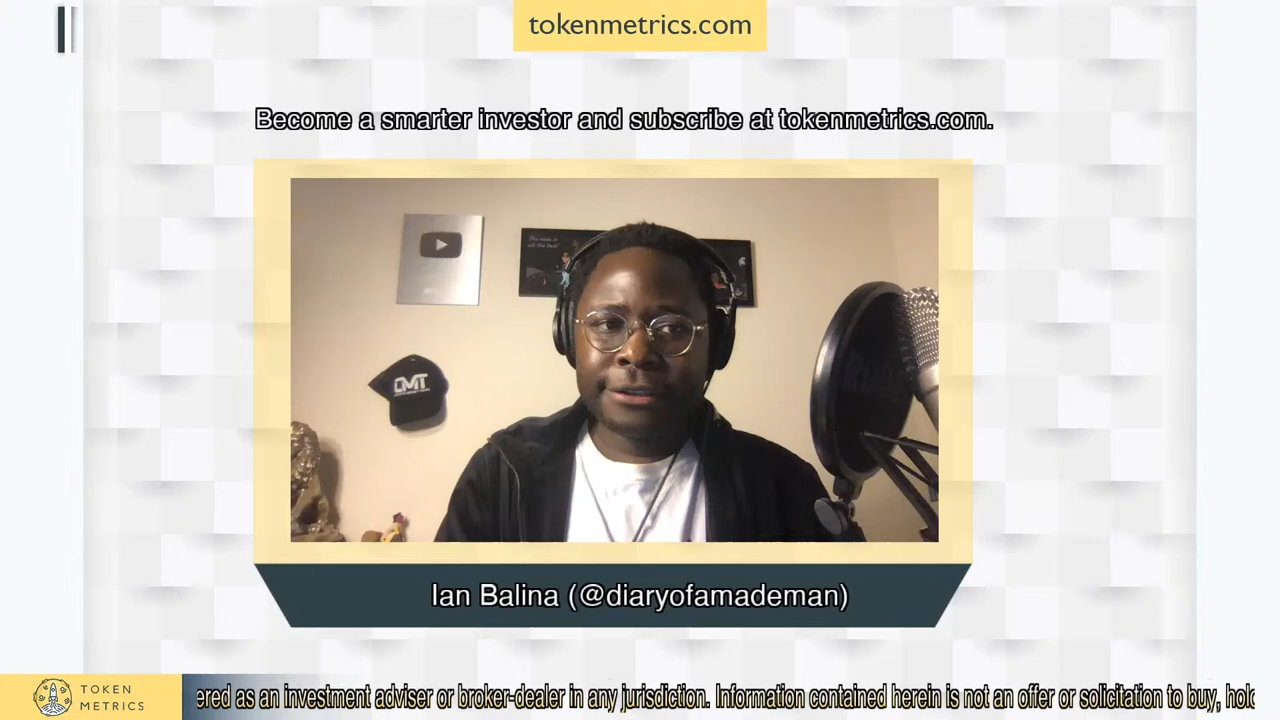 tokenmetrics.com
Become a smarter investor and subscribe at tokenmetrics.com.
TMT
Ian Balina (@diaryofamademan)
TOKEN
METRICS
ered as an investment adviser or broker-dealer in any jurisdiction. Information contained herein is not an offer or solicitation to buy, hold